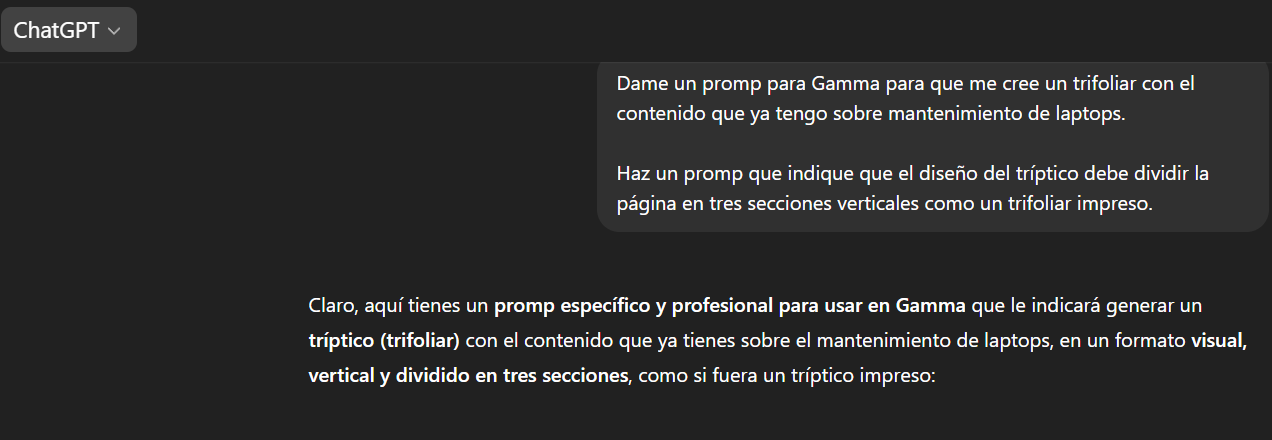 ChatGPT
Dame un promp para Gamma para que me cree un trifoliar con el
contenido que ya tengo sobre mantenimiento de laptops.
Haz un promp que indique que el diseño del tríptico debe dividir la
página en tres secciones verticales como un trifoliar impreso.
Claro, aquí tienes un promp específico y profesional para usar en Gamma que le indicará generar un
tríptico (trifoliar) con el contenido que ya tienes sobre el mantenimiento de laptops, en un formato visual,
vertical y dividido en tres secciones, como si fuera un tríptico impreso: